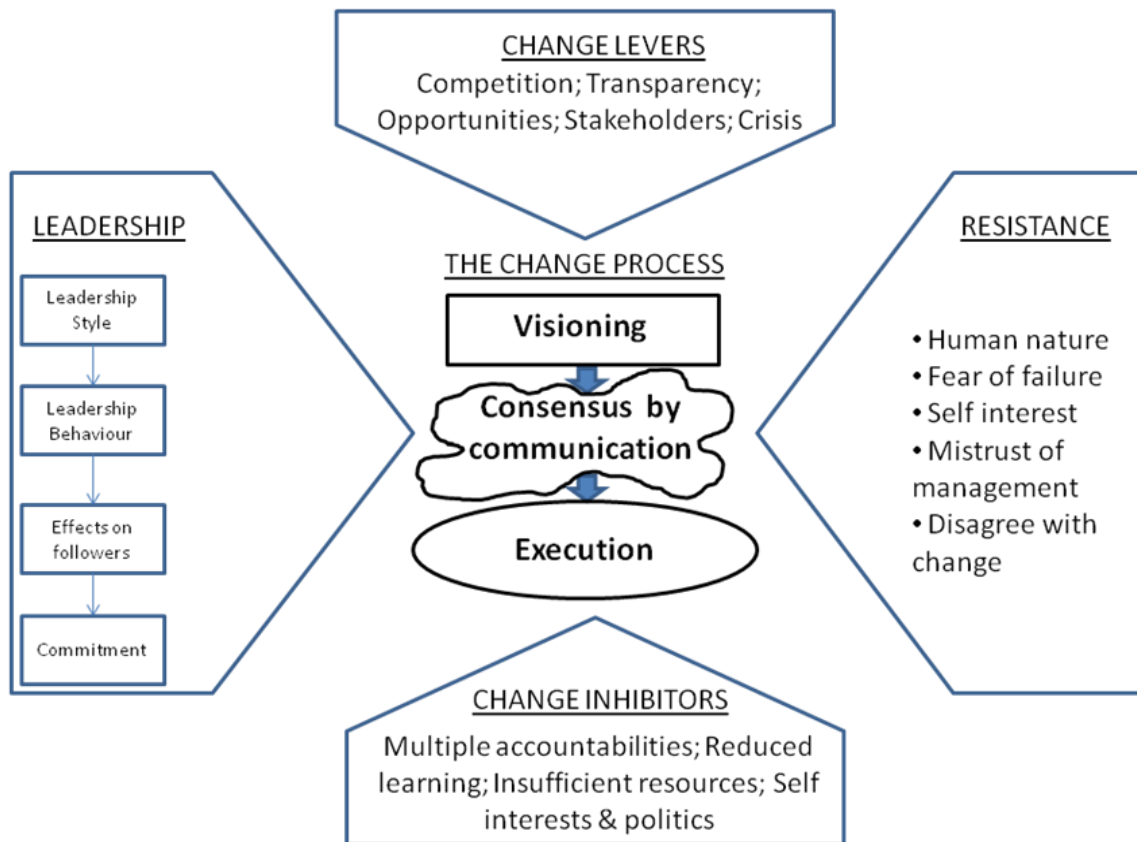 CHANGE LEVERS
Competition; Transparency;
Opportunities; Stakeholders; Crisis
LEADERSHIP
Leadership
Style
Leadership
Behaviour
Effects on
followers
Commitment
THE CHANGE PROCESS
Visioning
Consensus by
communication
Execution
RESISTANCE
• Human nature
• Fear of failure
• Self interest
• Mistrust of
management
• Disagree with
change
CHANGE INHIBITORS
Multiple accountabilities; Reduced
learning; Insufficient resources; Self
interests & politics